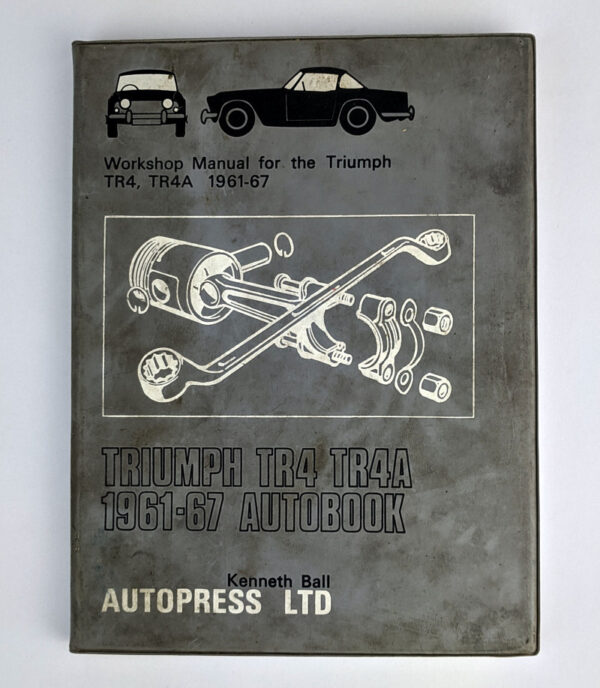 Workshop Manual for the Triumph
TR4, TR4A 1961-67
TRIUMPH TR4 TR4A
1961-67 AUTOBOOK
Kenneth Ball
AUTOPRESS LTD